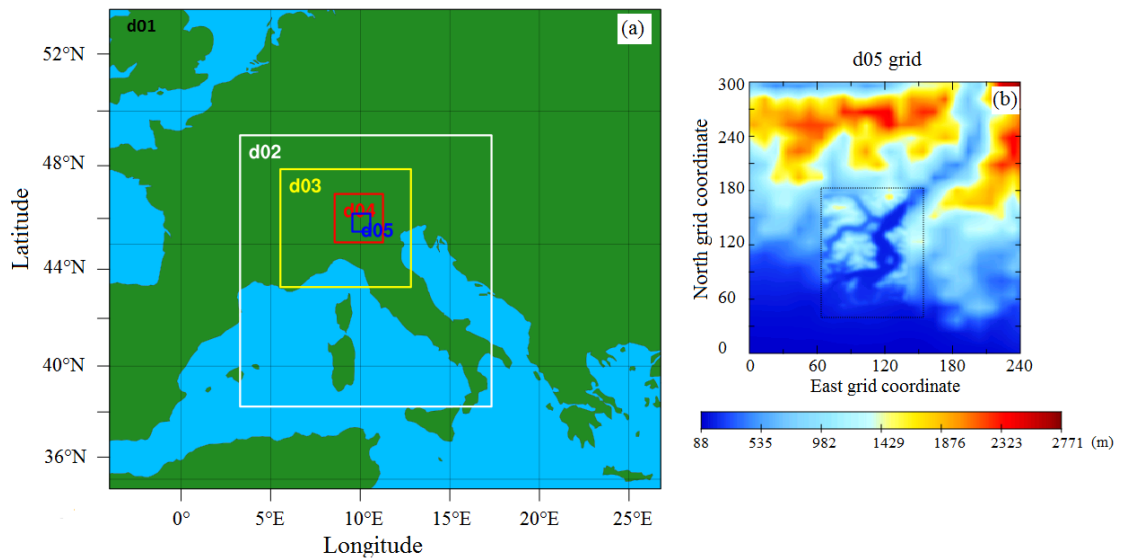 d01
(a)
52°N
48°N
44°N
40°N
36°N
Latitude
d02
d03
d04
d05
0°
5°E
10°E
15°E
20°E
25°E
Longitude
d05 grid
(b)
300
240
180
120
60
0
North grid coordinate
0
60
120
180
240
East grid coordinate
88
535
982
1429
1876
2323
2771
(m)